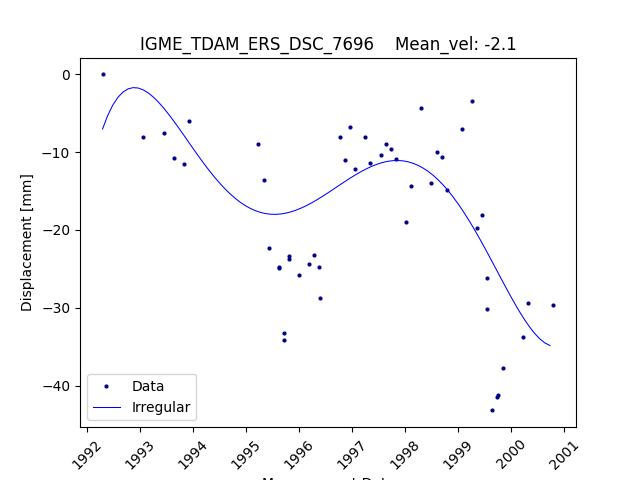 IGME_TDAM_ERS_DSC_7696    Mean_vel: -2.1
0
−10
−20
−30
−40
Displacement [mm]
Data
Irregular
1992 1993 1994 1995 1996 1997 1998 1999 2000 2001